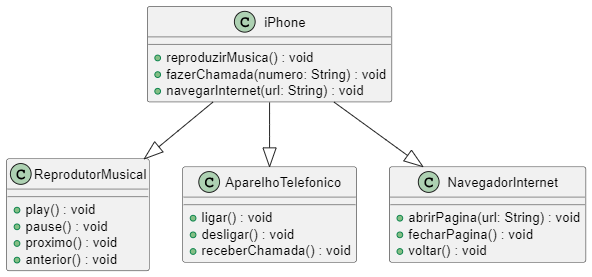 C iPhone
reproduzirMusica() : void
fazerChamada(numero: String) : void
navegarInternet(url: String) : void
C ReprodutorMusical
play() : void
pause() : void
proximo() : void
anterior() : void
C AparelhoTelefonico
ligar() : void
desligar() : void
receberChamada() : void
C NavegadorInternet
abrirPagina(url: String) : void
fecharPagina() : void
voltar() : void